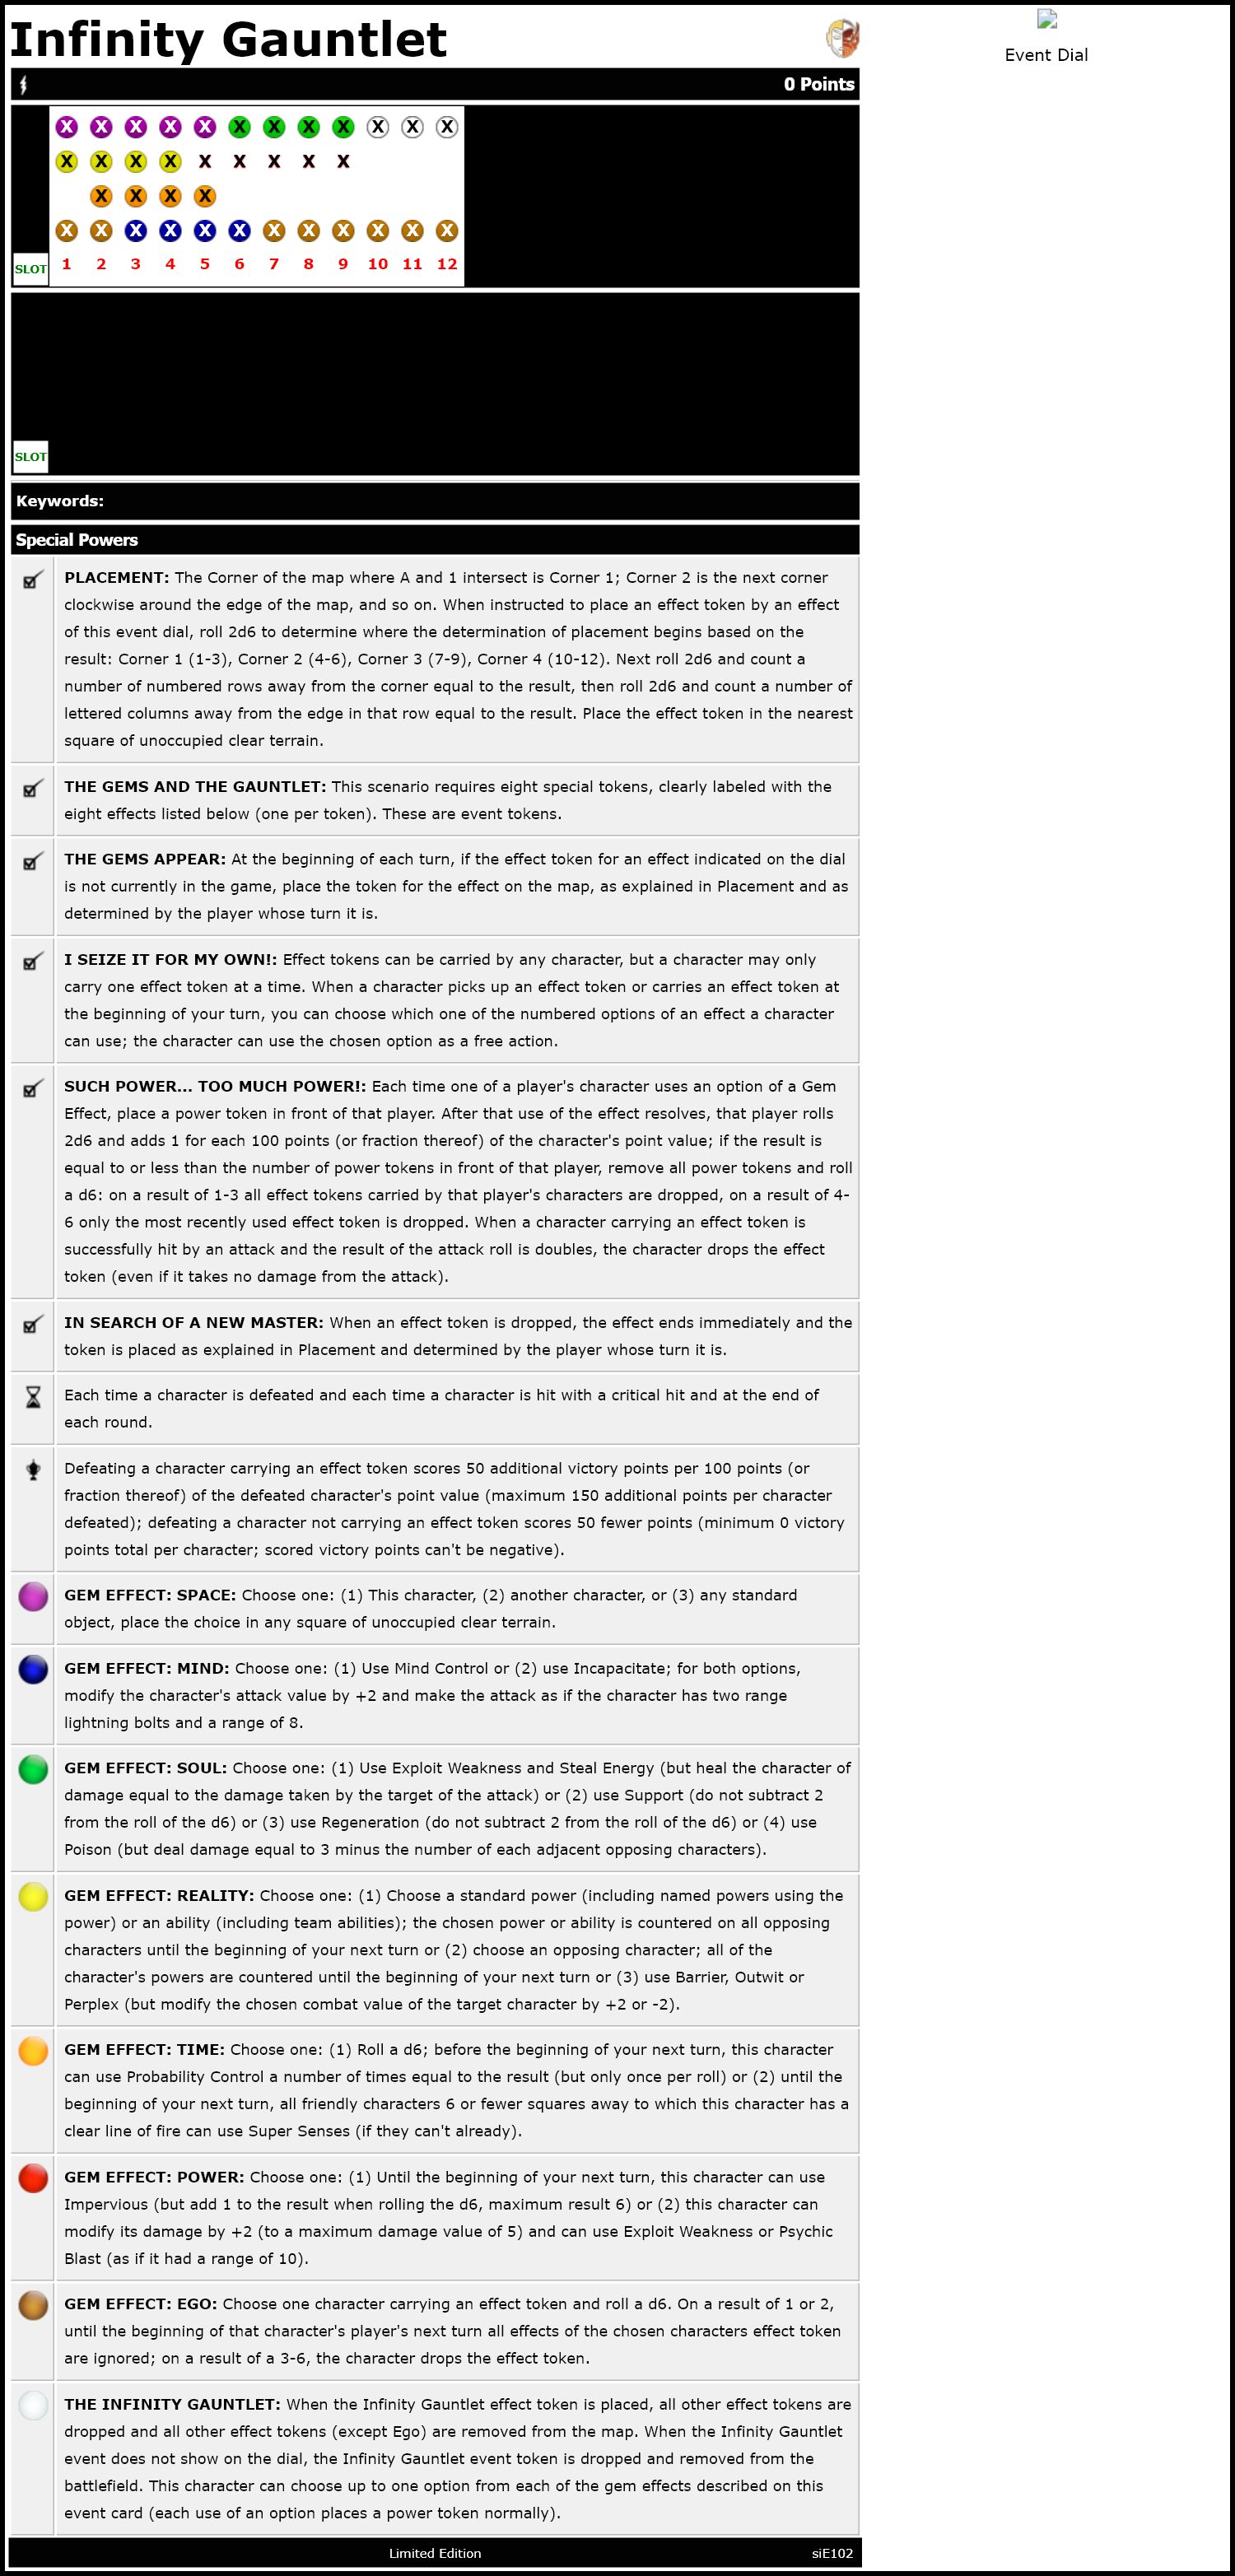 Infinity Gauntlet
Event Dial
0 Points
X X X X X X X X X X X X
X X X X X X X X X
X X X X
X X X X X X X X X X X X
SLOT 1 2 3 4 5 6 7 8 9 10 11 12
SLOT
Keywords:
Special Powers
PLACEMENT: The Corner of the map where A and 1 intersect is Corner 1; Corner 2 is the next corner
clockwise around the edge of the map, and so on. When instructed to place an effect token by an effect
of this event dial, roll 2d6 to determine where the determination of placement begins based on the
result: Corner 1 (1-3), Corner 2 (4-6), Corner 3 (7-9), Corner 4 (10-12). Next roll 2d6 and count a
number of numbered rows away from the corner equal to the result, then roll 2d6 and count a number of
lettered columns away from the edge in that row equal to the result. Place the effect token in the nearest
square of unoccupied clear terrain.
THE GEMS AND THE GAUNTLET: This scenario requires eight special tokens, clearly labeled with the
eight effects listed below (one per token). These are event tokens.
THE GEMS APPEAR: At the beginning of each turn, if the effect token for an effect indicated on the dial
is not currently in the game, place the token for the effect on the map, as explained in Placement and as
determined by the player whose turn it is.
I SEIZE IT FOR MY OWN!: Effect tokens can be carried by any character, but a character may only
carry one effect token at a time. When a character picks up an effect token or carries an effect token at
the beginning of your turn, you can choose which one of the numbered options of an effect a character
can use; the character can use the chosen option as a free action.
SUCH POWER... TOO MUCH POWER!: Each time one of a player's character uses an option of a Gem
Effect, place a power token in front of that player. After that use of the effect resolves, that player rolls
2d6 and adds 1 for each 100 points (or fraction thereof) of the character's point value; if the result is
equal to or less than the number of power tokens in front of that player, remove all power tokens and roll
a d6: on a result of 1-3 all effect tokens carried by that player's characters are dropped, on a result of 4-
6 only the most recently used effect token is dropped. When a character carrying an effect token is
successfully hit by an attack and the result of the attack roll is doubles, the character drops the effect
token (even if it takes no damage from the attack).
IN SEARCH OF A NEW MASTER: When an effect token is dropped, the effect ends immediately and the
token is placed as explained in Placement and determined by the player whose turn it is.
Each time a character is defeated and each time a character is hit with a critical hit and at the end of
each round.
Defeating a character carrying an effect token scores 50 additional victory points per 100 points (or
fraction thereof) of the defeated character's point value (maximum 150 additional points per character
defeated); defeating a character not carrying an effect token scores 50 fewer points (minimum 0 victory
points total per character; scored victory points can't be negative).
GEM EFFECT: SPACE: Choose one: (1) This character, (2) another character, or (3) any standard
object, place the choice in any square of unoccupied clear terrain.
GEM EFFECT: MIND: Choose one: (1) Use Mind Control or (2) use Incapacitate; for both options,
modify the character's attack value by +2 and make the attack as if the character has two range
lightning bolts and a range of 8.
GEM EFFECT: SOUL: Choose one: (1) Use Exploit Weakness and Steal Energy (but heal the character of
damage equal to the damage taken by the target of the attack) or (2) use Support (do not subtract 2
from the roll of the d6) or (3) use Regeneration (do not subtract 2 from the roll of the d6) or (4) use
Poison (but deal damage equal to 3 minus the number of each adjacent opposing characters).
GEM EFFECT: REALITY: Choose one: (1) Choose a standard power (including named powers using the
power) or an ability (including team abilities); the chosen power or ability is countered on all opposing
characters until the beginning of your next turn or (2) choose an opposing character; all of the
character's powers are countered until the beginning of your next turn or (3) use Barrier, Outwit or
Perplex (but modify the chosen combat value of the target character by +2 or -2).
GEM EFFECT: TIME: Choose one: (1) Roll a d6; before the beginning of your next turn, this character
can use Probability Control a number of times equal to the result (but only once per roll) or (2) until the
beginning of your next turn, all friendly characters 6 or fewer squares away to which this character has a
clear line of fire can use Super Senses (if they can't already).
GEM EFFECT: POWER: Choose one: (1) Until the beginning of your next turn, this character can use
Impervious (but add 1 to the result when rolling the d6, maximum result 6) or (2) this character can
modify its damage by +2 (to a maximum damage value of 5) and can use Exploit Weakness or Psychic
Blast (as if it had a range of 10).
GEM EFFECT: EGO: Choose one character carrying an effect token and roll a d6. On a result of 1 or 2,
until the beginning of that character's player's next turn all effects of the chosen characters effect token
are ignored; on a result of a 3-6, the character drops the effect token.
THE INFINITY GAUNTLET: When the Infinity Gauntlet effect token is placed, all other effect tokens are
dropped and all other effect tokens (except Ego) are removed from the map. When the Infinity Gauntlet
event does not show on the dial, the Infinity Gauntlet event token is dropped and removed from the
battlefield. This character can choose up to one option from each of the gem effects described on this
event card (each use of an option places a power token normally).
Limited Edition
siE102